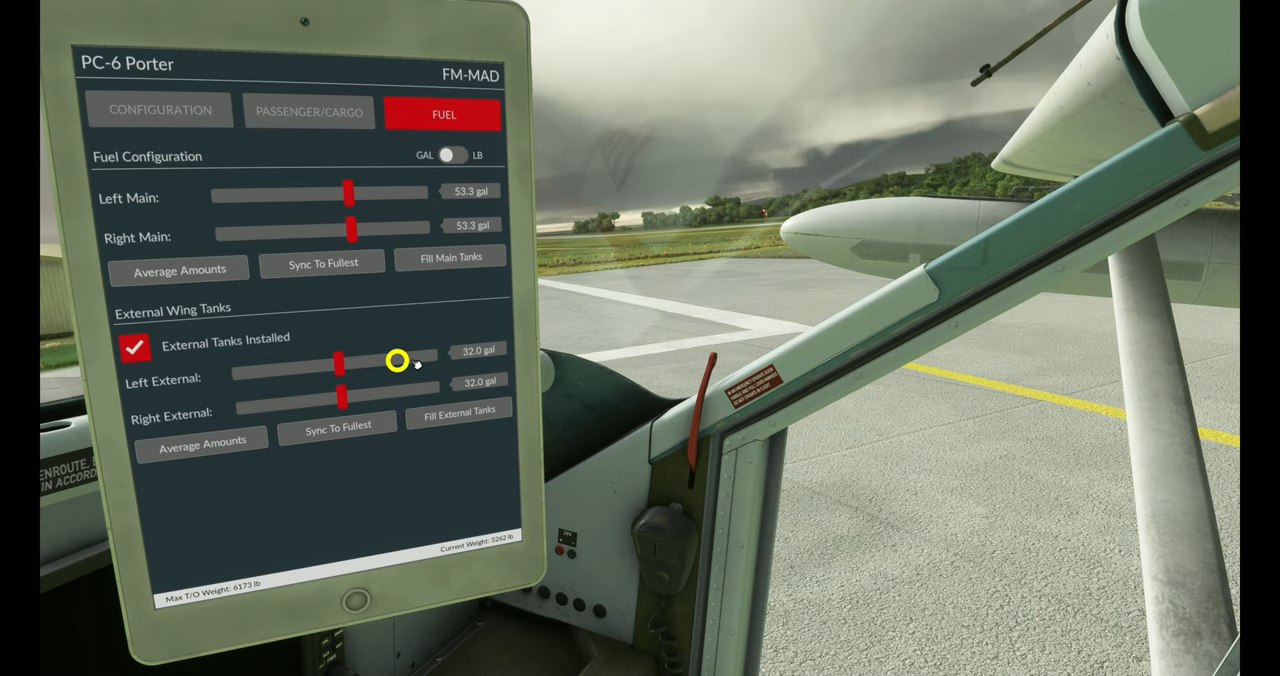 PC-6 Porter
FM-MAD
CONFIGURATION
PASSENGER/CARGO
FUEL
Fuel Configuration
GAL
LB
Left Main:
53.3 gal
Right Main:
53.3 gal
Average Amounts
Sync To Fullest
Fill Main Tanks
External Wing Tanks
External Tanks Installed
Left External:
32.0 gal
Right External:
32.0 gal
Average Amounts
Sync To Fullest
Fill External Tanks
Max T/O Weight: 6173 lb
Current Weight: 5262 lb
ENROUTE,
IN ACCORD